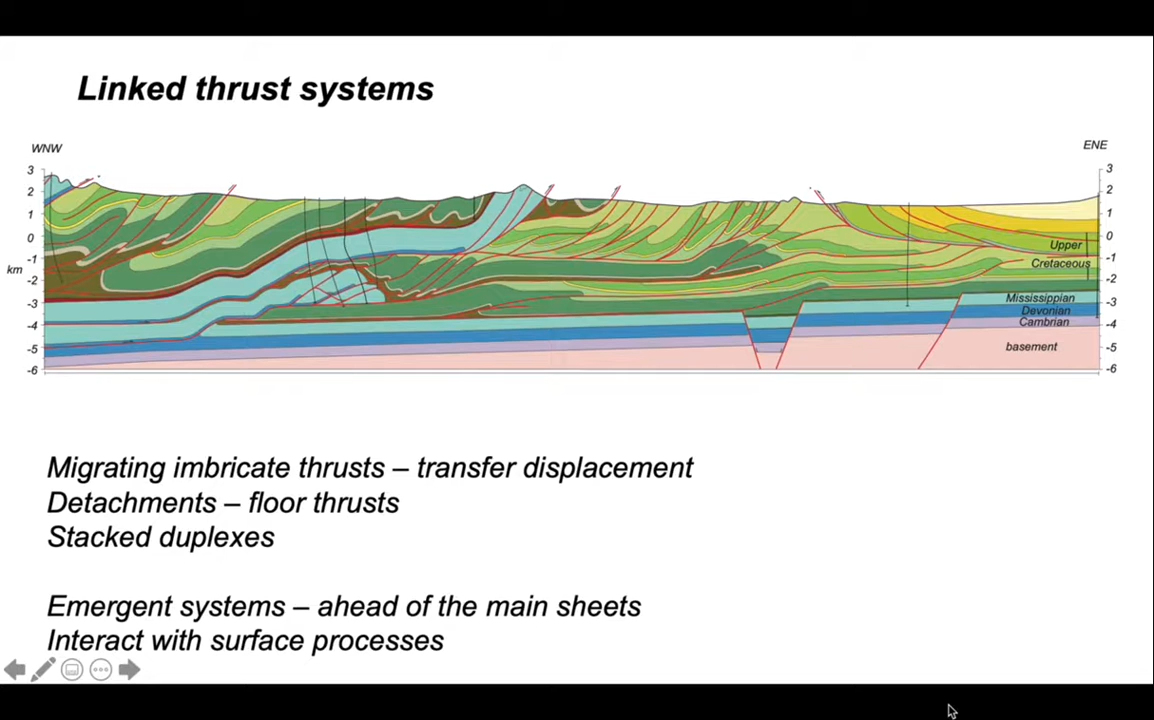 Linked thrust systems
WNW
ENE
3
2
1
0
-1
-2
-3
-4
-5
-6
km
3
2
1
0
-1
-2
-3
-4
-5
-6
Upper
Cretaceous
Mississippian
Devonian
Cambrian
basement
Migrating imbricate thrusts – transfer displacement
Detachments – floor thrusts
Stacked duplexes
Emergent systems – ahead of the main sheets
Interact with surface processes